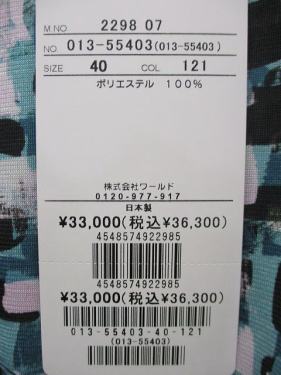 M.NO 2298 07
NO. 013-55403(013-55403)
SIZE 40 COL 121
ポリエステル 100%
株式会社ワールド
0120-977-917
日本製
¥33,000(税込¥36,300)
4548574922985
4548574922985
¥33,000(税込¥36,300)
013-55403-40-121
(013-55403)